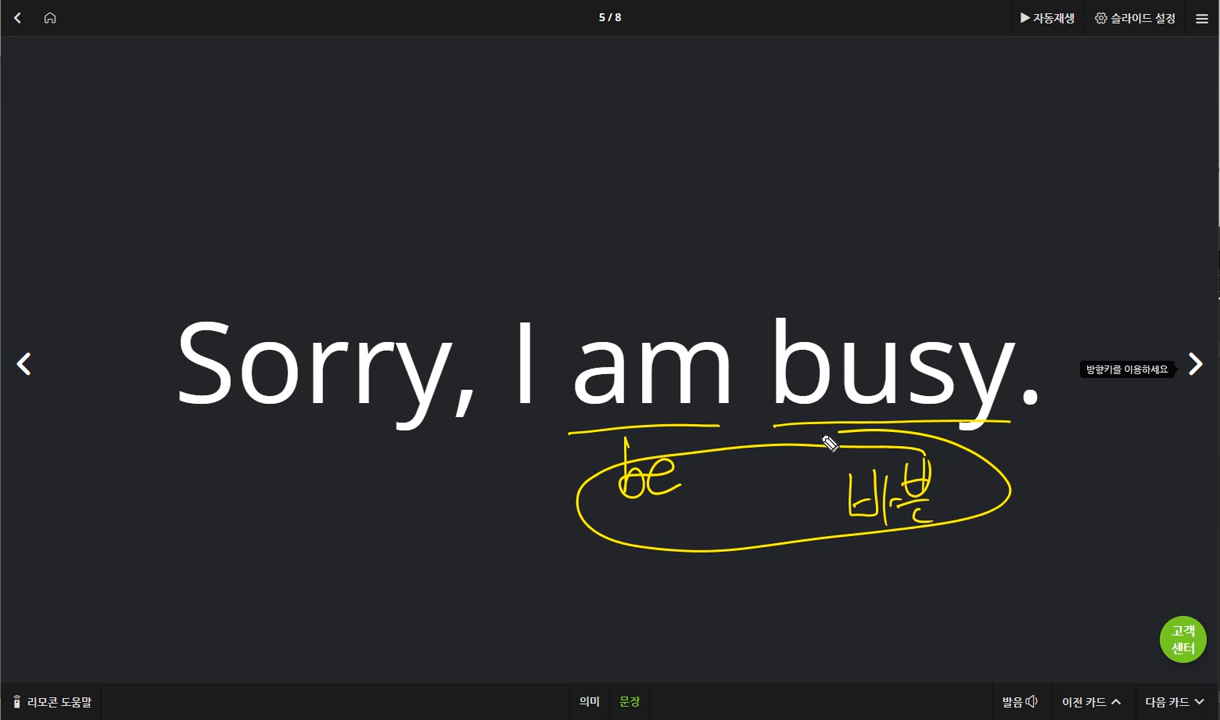 5 / 8
자동재생
슬라이드 설정
Sorry, I am busy.
방향키를 이용하세요
be
바쁜
고객
센터
리모콘 도움말
의미
문장
발음
이전 카드
다음 카드